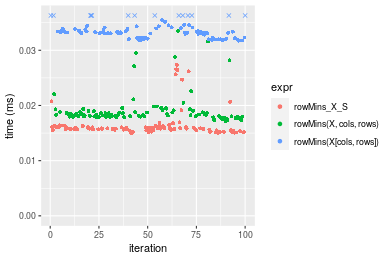 0.03
0.02
0.01
0.00
0
25
50
75
100
iteration
time (ms)
expr
rowMins_X_S
rowMins(X, cols, rows)
rowMins(X[cols, rows])